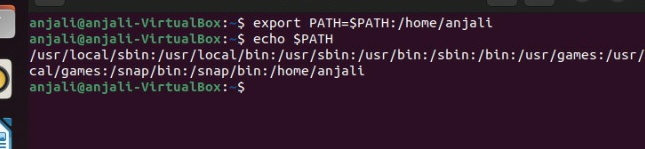 anjali@anjali-VirtualBox:~$ export PATH=$PATH:/home/anjali
anjali@anjali-VirtualBox:~$ echo $PATH
/usr/local/sbin:/usr/local/bin:/usr/sbin:/usr/bin:/sbin:/bin:/usr/games:/usr/
cal/games:/snap/bin:/snap/bin:/home/anjali
anjali@anjali-VirtualBox:~$